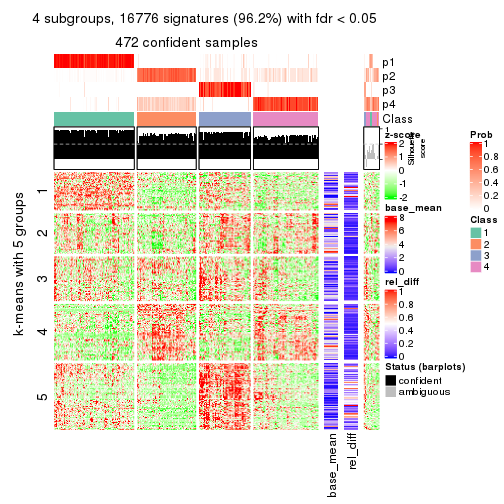 4 subgroups, 16776 signatures (96.2%) with fdr < 0.05
472 confident samples
p1
p2
p3
p4
Class
1
Silhouette
score
z-score
2
1
0
-1
-2
Prob
1
0.8
0.6
0.4
0.2
0
base_mean
8
6
4
2
0
Class
1
2
3
4
rel_diff
1
0.8
0.6
0.4
0.2
0
Status (barplots)
confident
ambiguous
k-means with 5 groups
1
2
3
4
5
base_mean
rel_diff